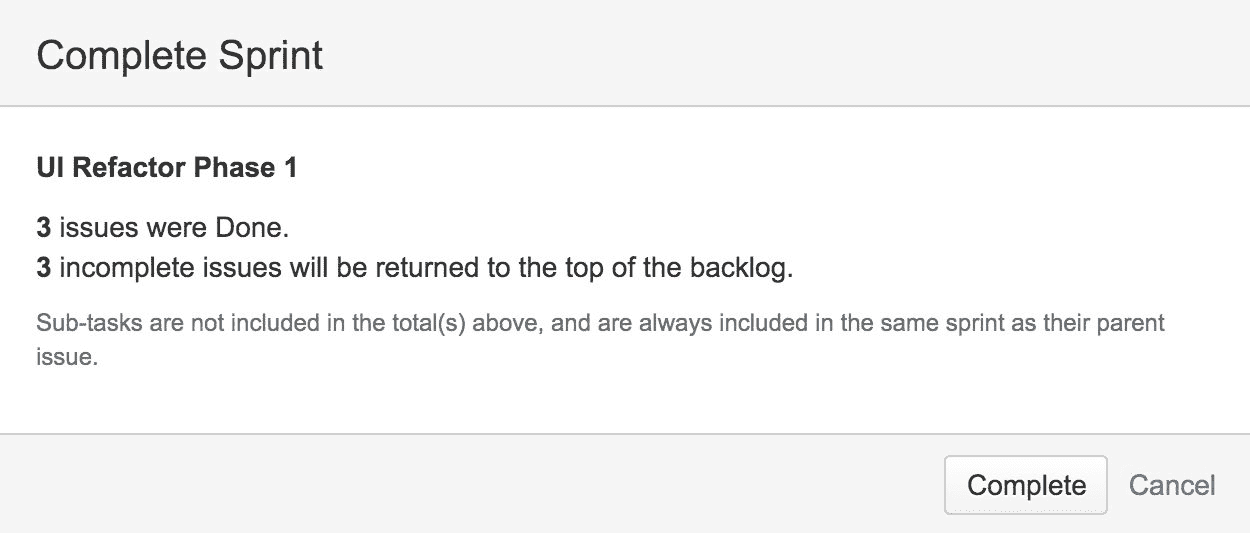 Complete Sprint
UI Refactor Phase 1
3 issues were Done.
3 incomplete issues will be returned to the top of the backlog.
Sub-tasks are not included in the total(s) above, and are always included in the same sprint as their parent
issue.
Complete Cancel